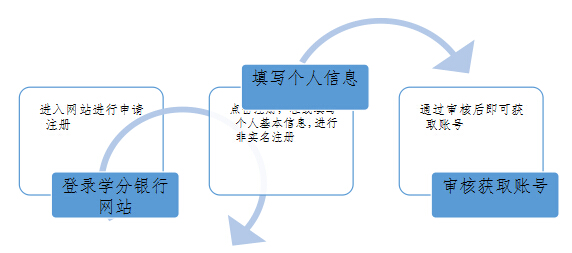 进入网站进行申请
注册
登录学分银行
网站
填写个人信息
个人基本信息,进行
非实名注册
通过审核后即可获
取账号
审核获取账号